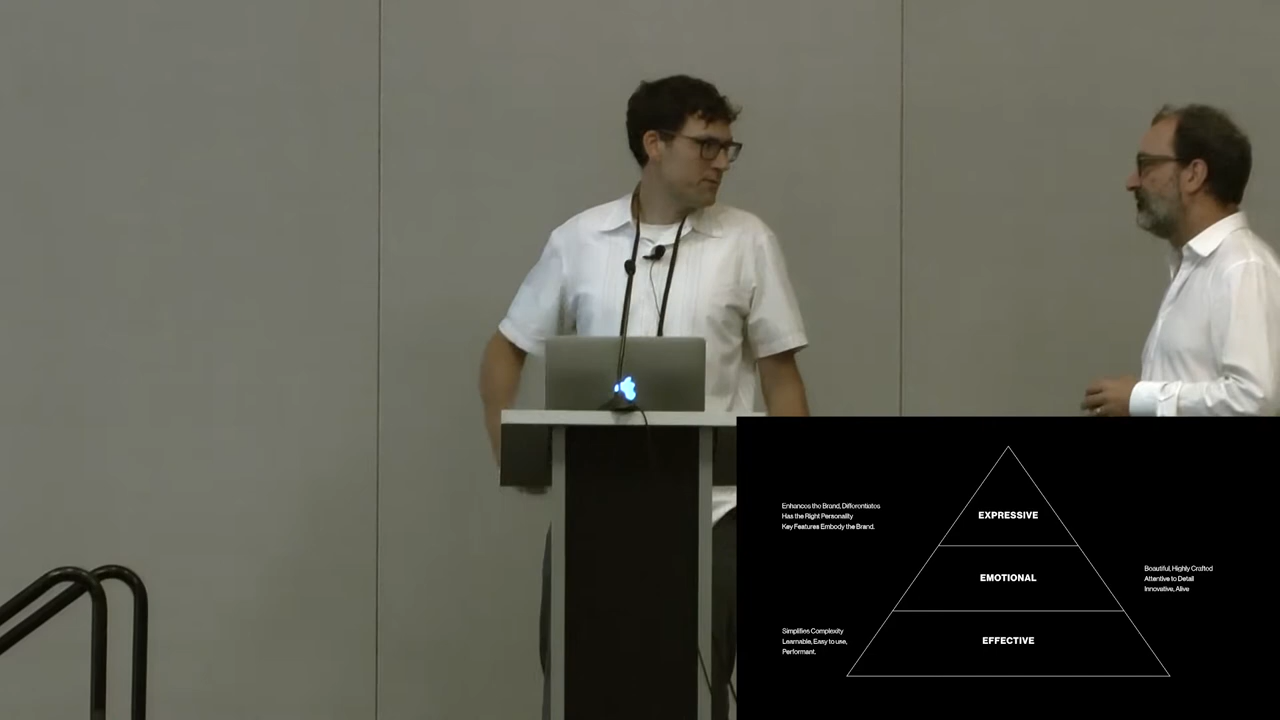 EXPRESSIVE
Enhances the Brand, Differentiates
Has the Right Personality
Key Features Embody the Brand.
EMOTIONAL
Beautiful, Highly Crafted
Attentive to Detail
Innovative, Alive
EFFECTIVE
Simplifies Complexity
Learnable, Easy to use,
Performant.